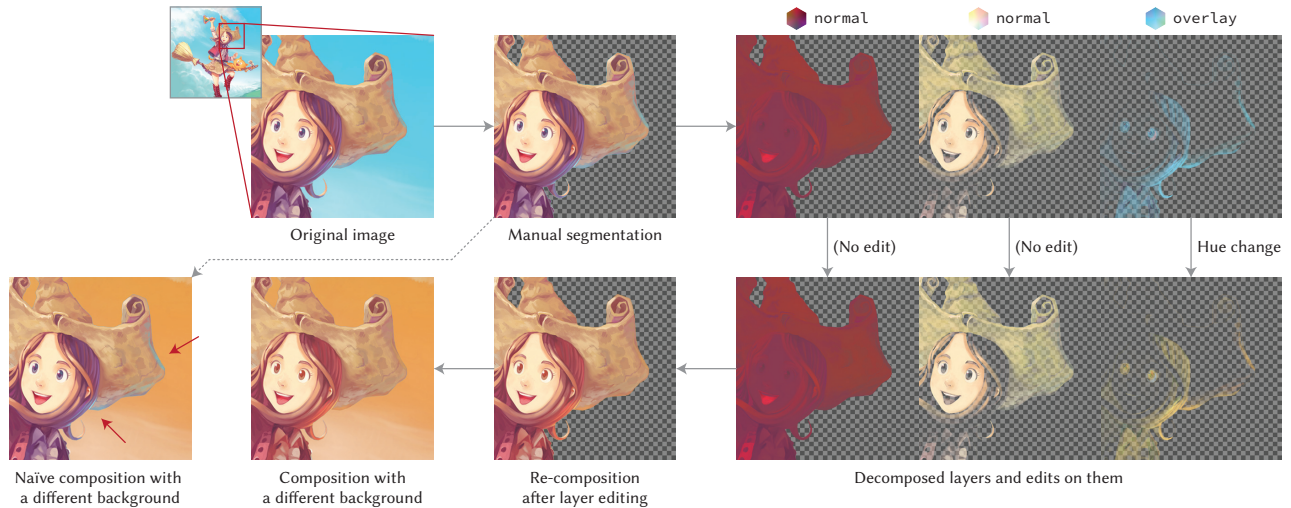 normal
normal
overlay
Original image
Manual segmentation
(No edit)
(No edit)
Hue change
Naïve composition with
a different background
Composition with
a different background
Re-composition
after layer editing
Decomposed layers and edits on them